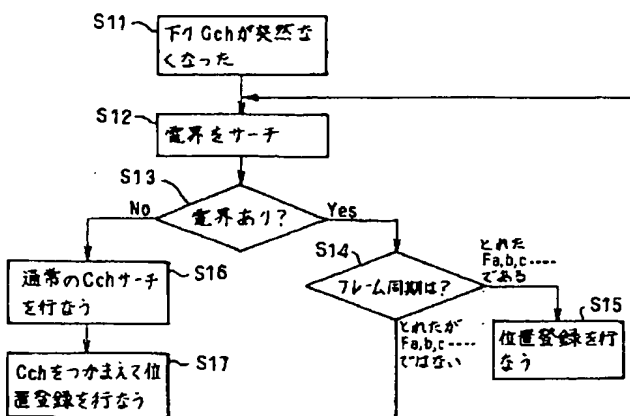 S11
下り Cchが突然な
くなった
S12
電界をサーチ
S13
電界あり?
No
Yes
S14
フレーム同期は?
とれた
Fa,b,c----
である
S15
位置登録を行
なう
とれたが
Fa,b,c----
ではない
S16
通常のCchサーチ
を行なう
S17
Cchをつかまえて位
置登録を行なう